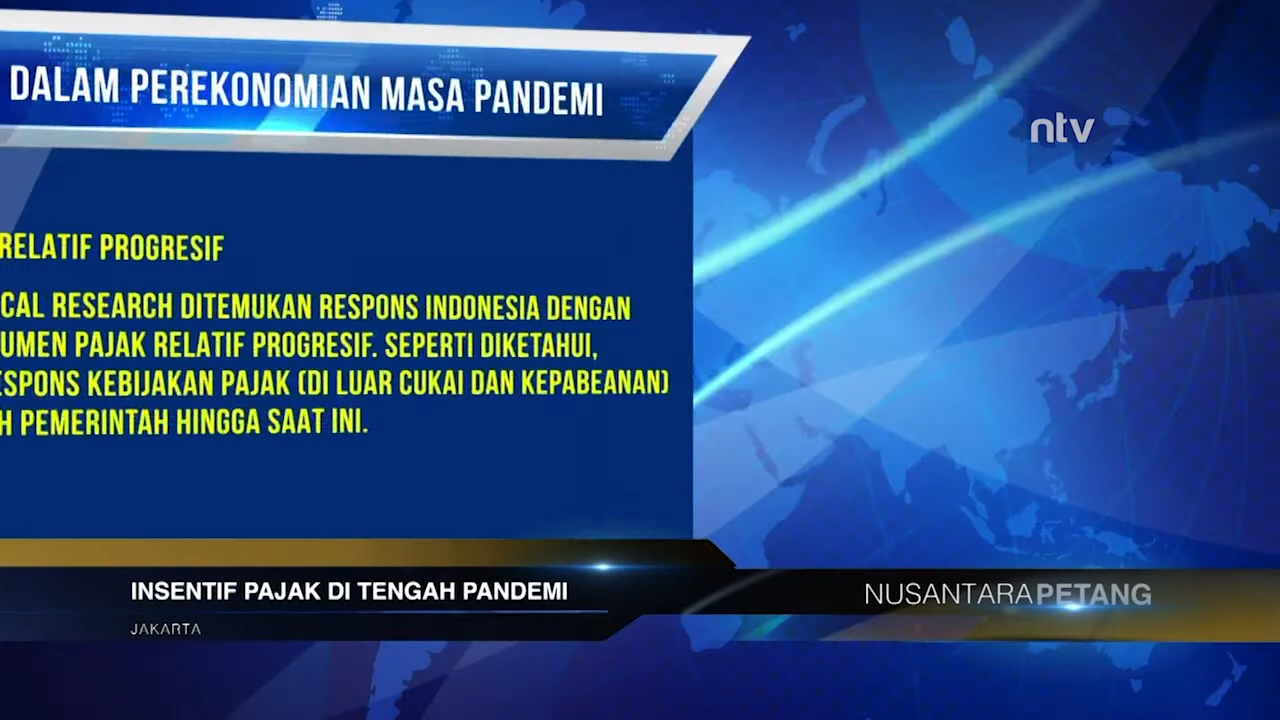 DALAM PEREKONOMIAN MASA PANDEMI
ntv
RELATIF PROGRESIF
CAL RESEARCH DITEMUKAN RESPONS INDONESIA DENGAN
UMEN PAJAK RELATIF PROGRESIF. SEPERTI DIKETAHUI,
ESPONS KEBIJAKAN PAJAK (DI LUAR CUKAI DAN KEPABEANAN)
H PEMERINTAH HINGGA SAAT INI.
INSENTIF PAJAK DI TENGAH PANDEMI
JAKARTA
NUSANTARAPETANG